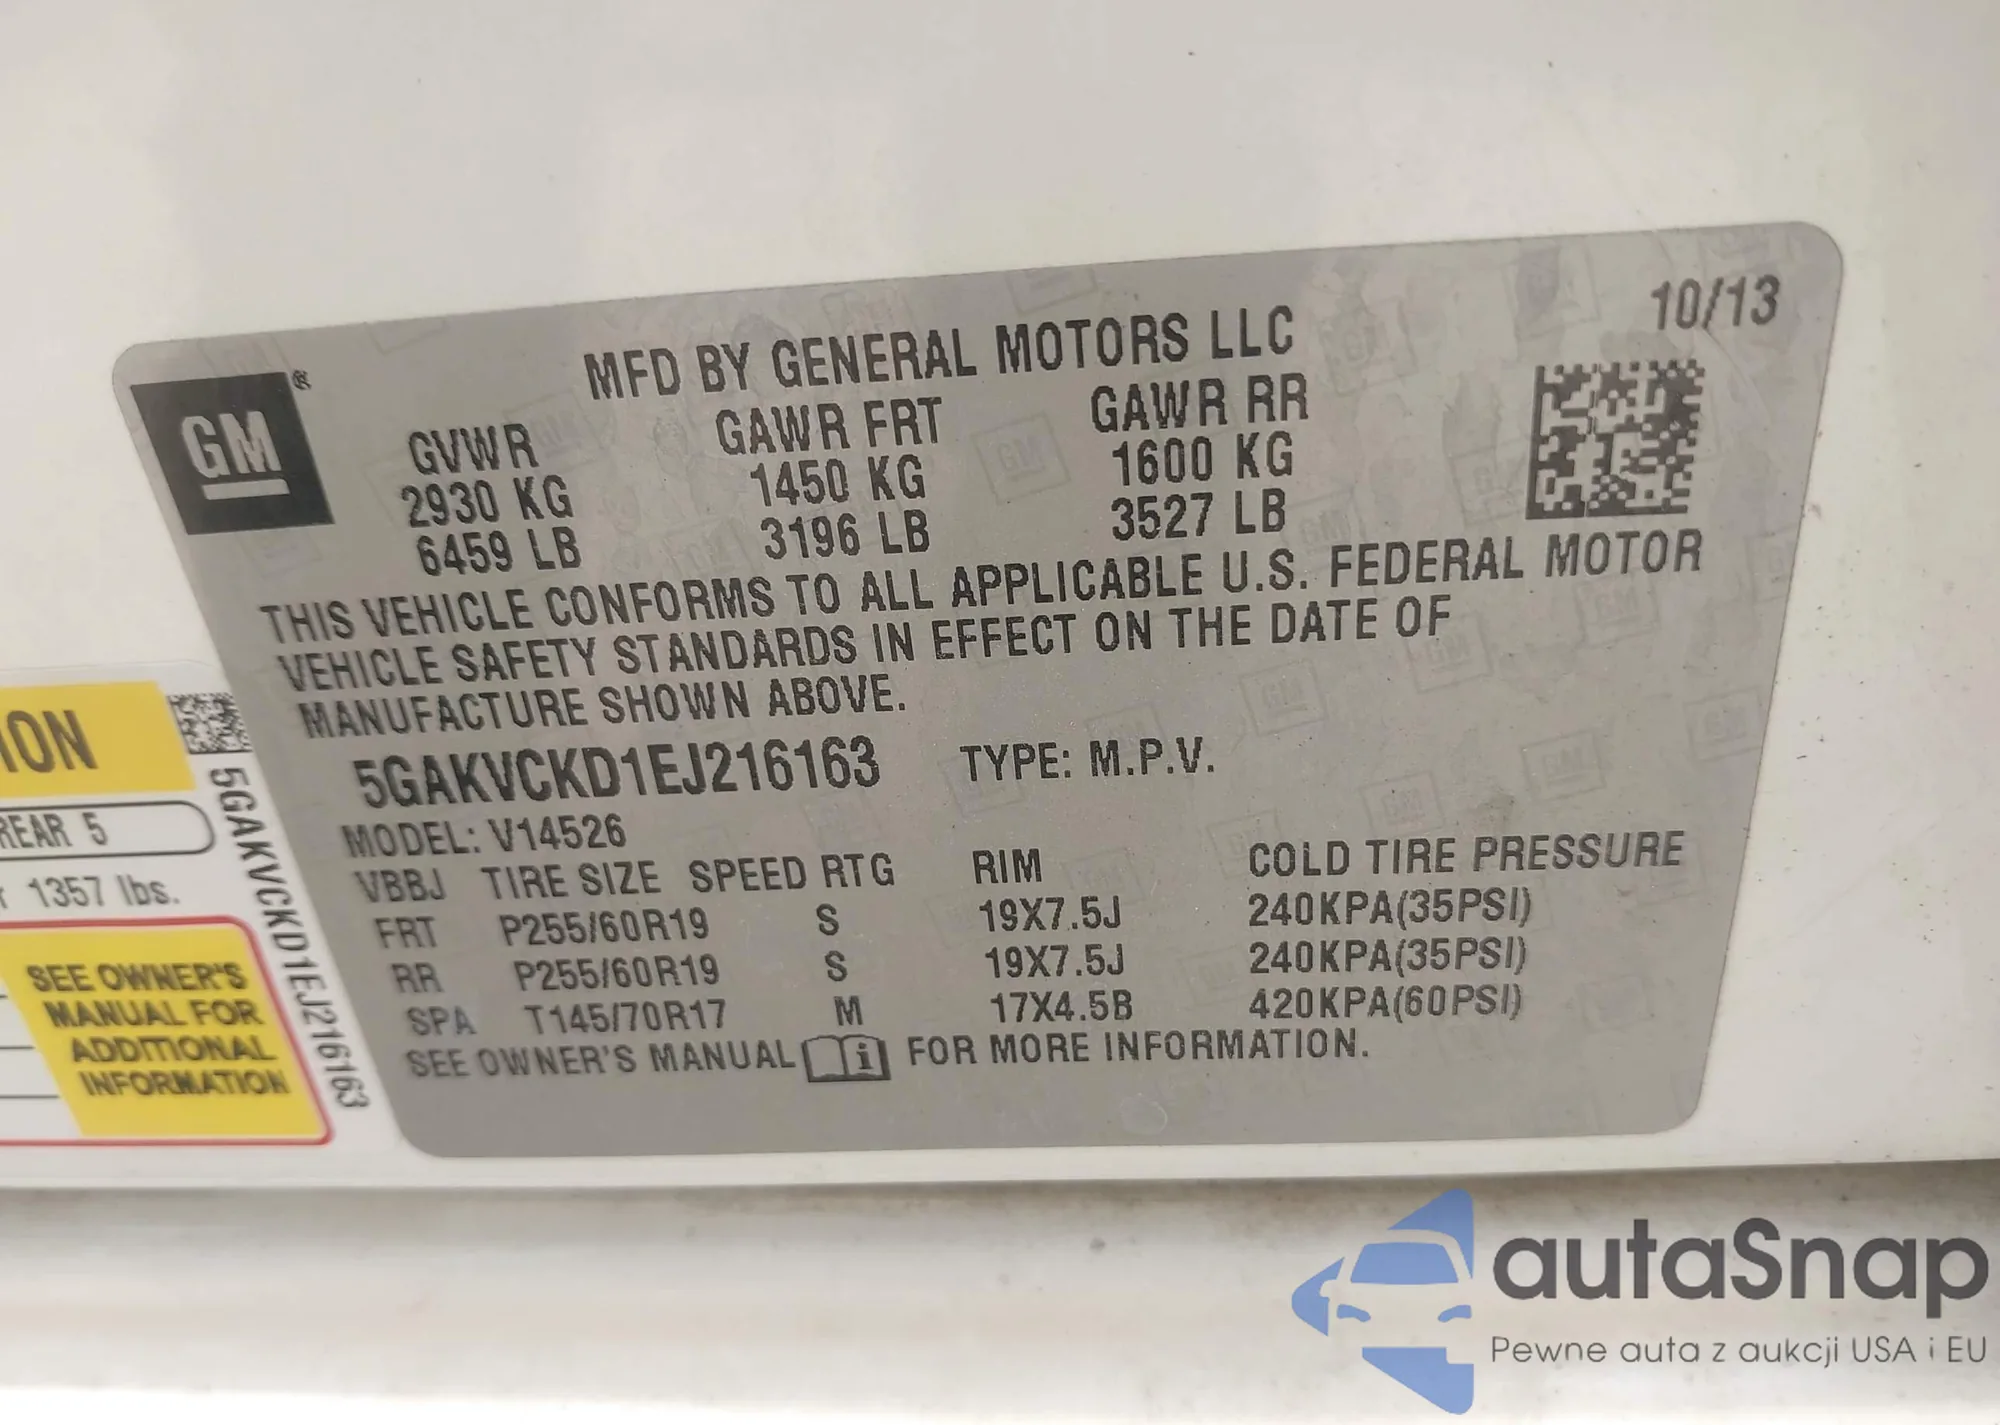 10/13
MFD BY GENERAL MOTORS LLC
GM ®
GVWR GAWR FRT GAWR RR
2930 KG 1450 KG 1600 KG
6459 LB 3196 LB 3527 LB
THIS VEHICLE CONFORMS TO ALL APPLICABLE U.S. FEDERAL MOTOR
VEHICLE SAFETY STANDARDS IN EFFECT ON THE DATE OF
MANUFACTURE SHOWN ABOVE.
5GAKVCKD1EJ216163 TYPE: M.P.V.
MODEL: V14526
VBBJ TIRE SIZE SPEED RTG RIM COLD TIRE PRESSURE
FRT P255/60R19 S 19X7.5J 240KPA(35PSI)
RR P255/60R19 S 19X7.5J 240KPA(35PSI)
SPA T145/70R17 M 17X4.5B 420KPA(60PSI)
SEE OWNER'S MANUAL i FOR MORE INFORMATION.
ION
REAR 5
1357 lbs.
SEE OWNER'S
MANUAL FOR
ADDITIONAL
INFORMATION
5GAKVCKD1EJ216163
autaSnap
Pewne auta z aukcji USA i EU